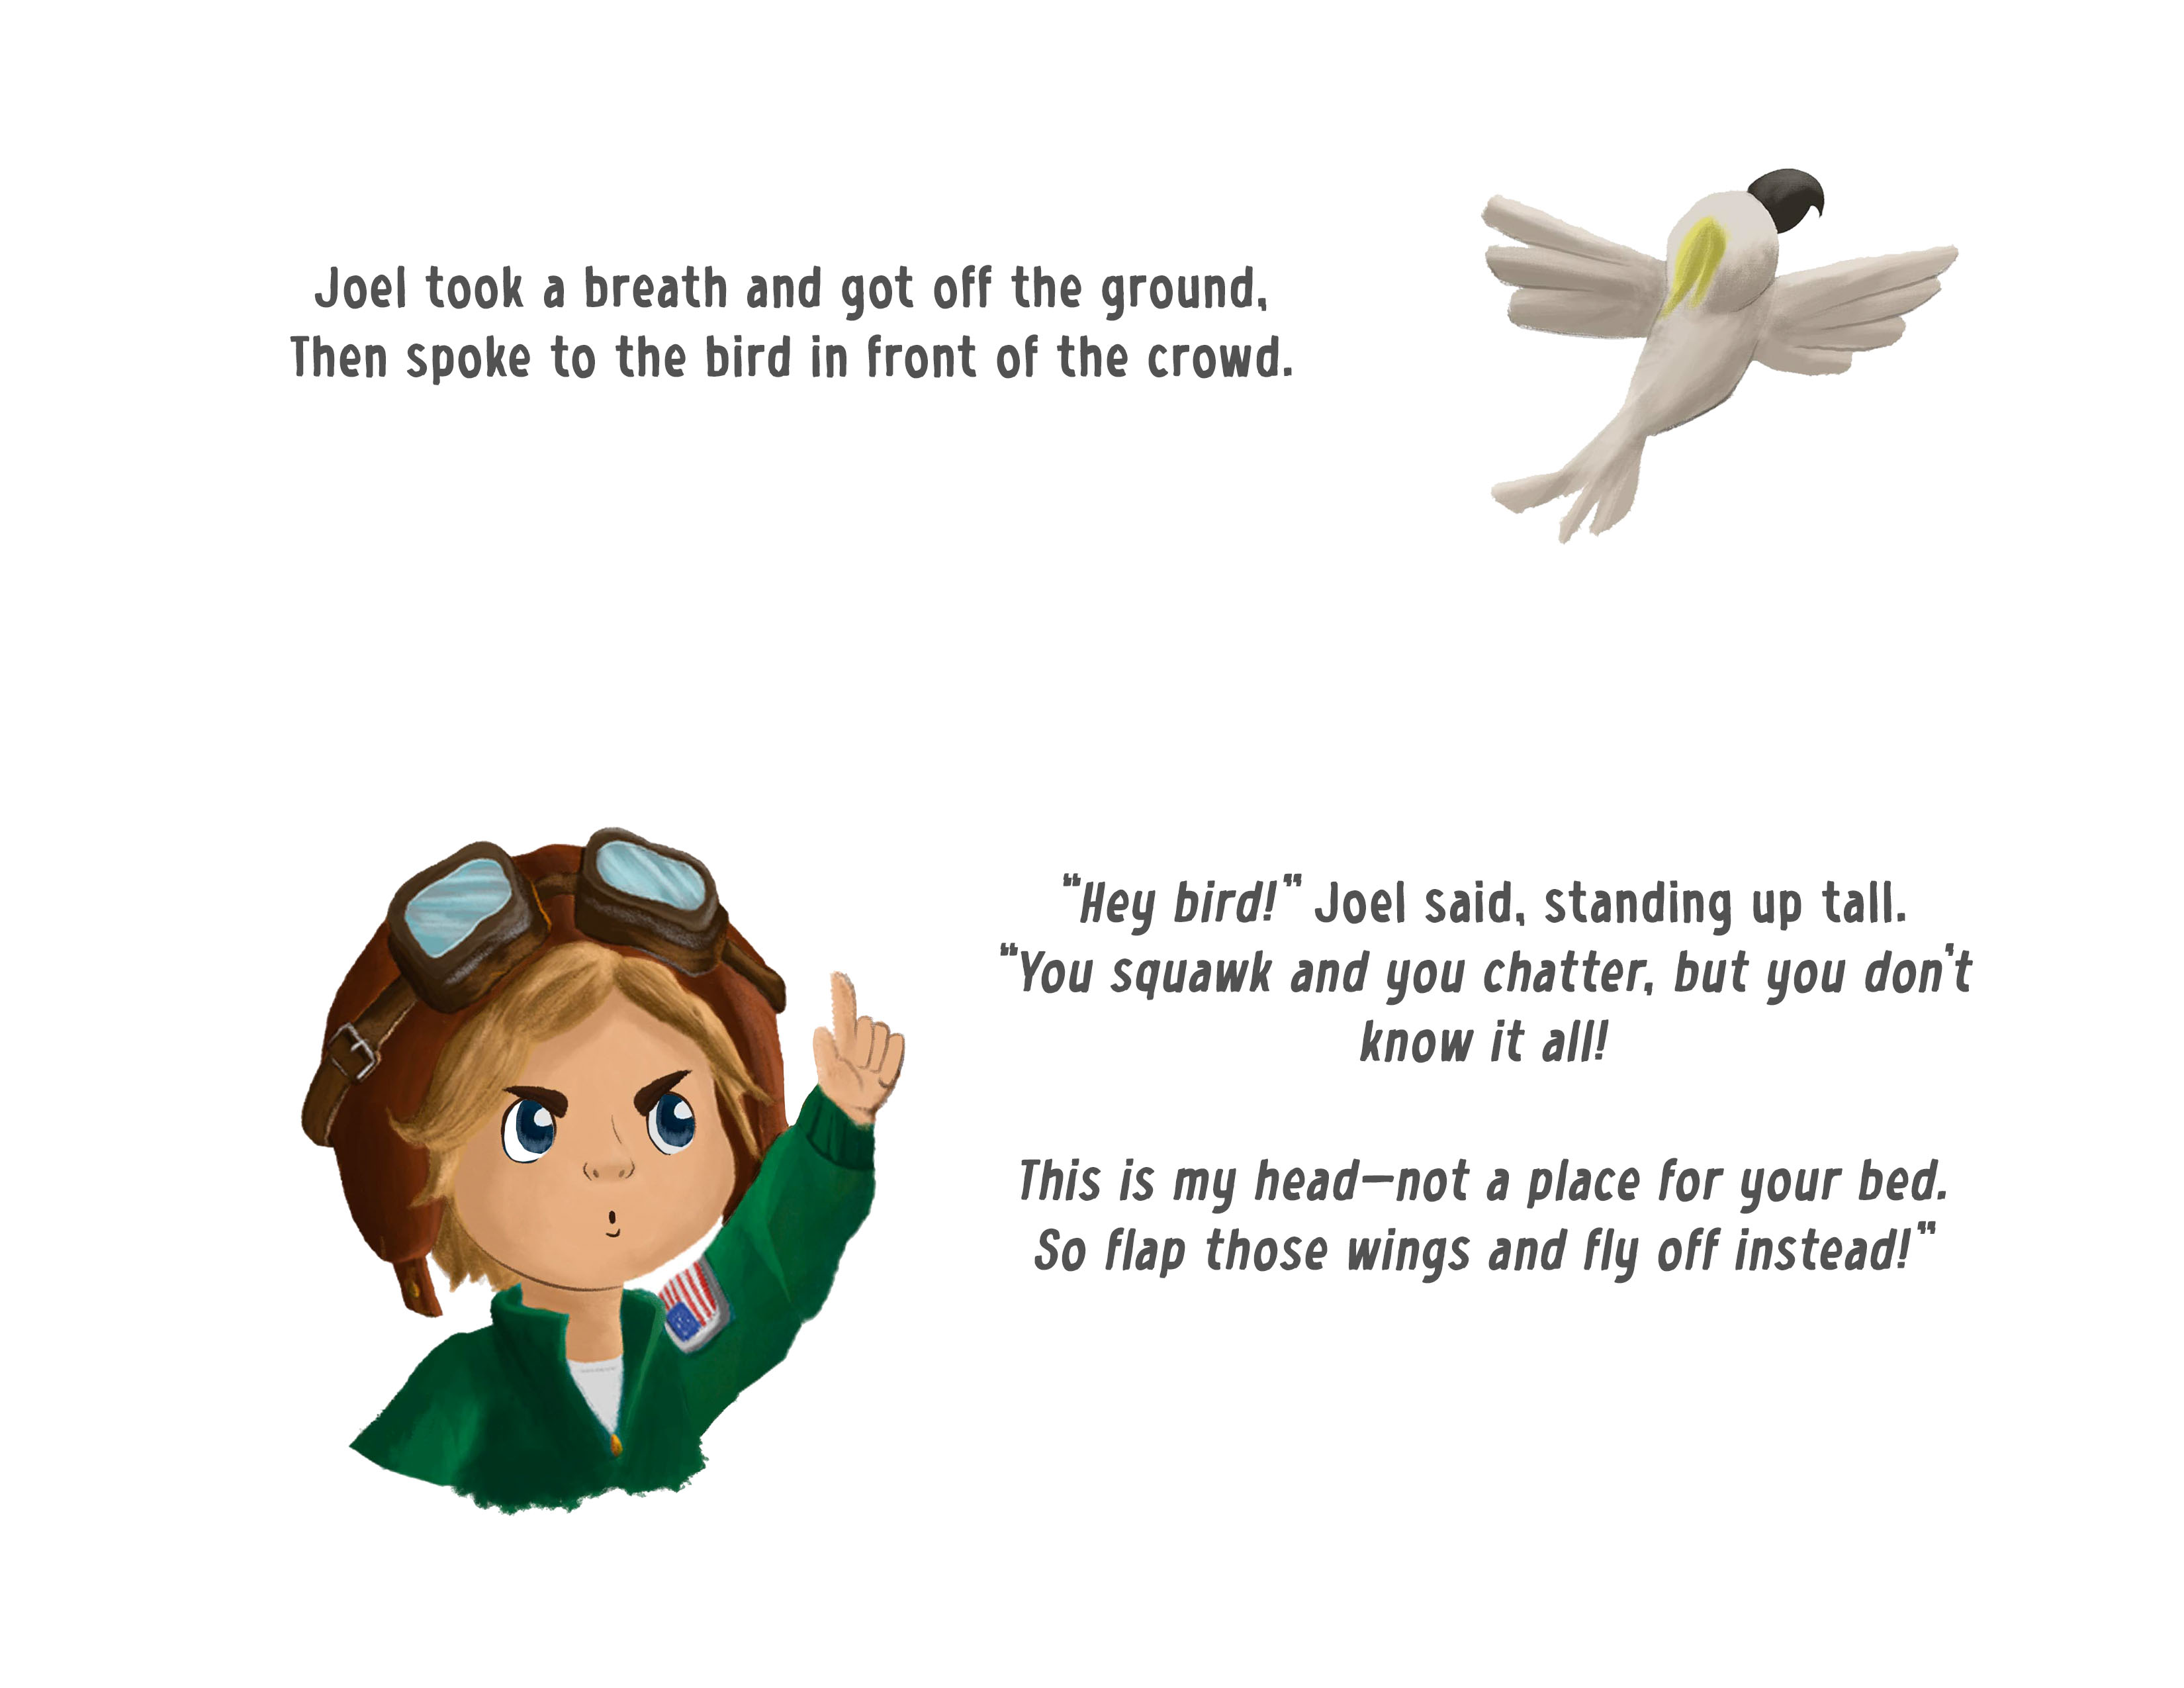 Joel took a breath and got off the ground,
Then spoke to the bird in front of the crowd.
“Hey bird!” Joel said, standing up tall.
“You squawk and you chatter, but you don’t
know it all!
This is my head—not a place for your bed.
So flap those wings and fly off instead!”